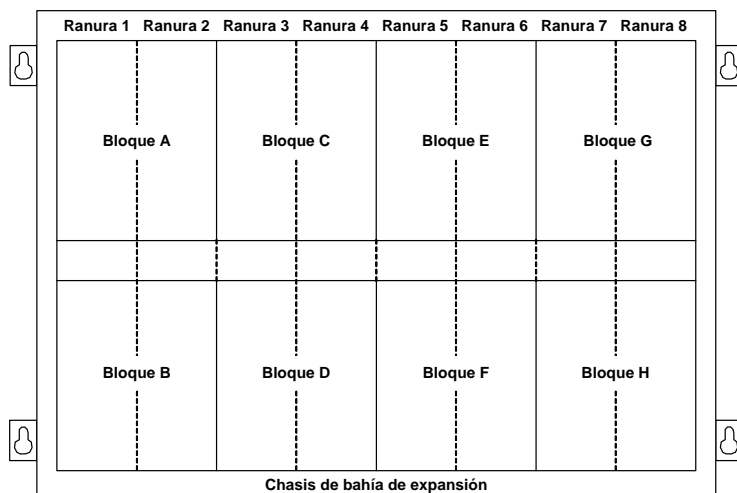 Ranura 1 Ranura 2 Ranura 3 Ranura 4 Ranura 5 Ranura 6 Ranura 7 Ranura 8
Bloque A Bloque C Bloque E Bloque G
Bloque B Bloque D Bloque F Bloque H
Chasis de bahía de expansión